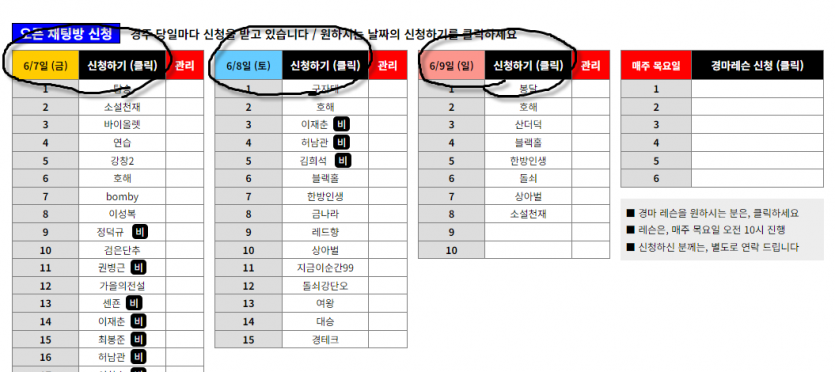 오픈 채팅방 신청 경주 당일마다 신청을 받고 있습니다 / 원하시는 날짜의 신청하기를 클릭하세요
6/7일 (금) 신청하기 (클릭) 관리
1
2 소설천재
3 바이올렛
4 연습
5 강창2
6 호해
7 bomby
8 이성복
9 정덕규 비
10 검은단추
11 권병근 비
12 가을의전설
13 센죤 비
14 이재춘 비
15 최봉준 비
16 허남관 비
6/8일 (토) 신청하기 (클릭) 관리
1
2 호해
3 이재춘 비
4 허남관 비
5 김희석 비
6 블랙홀
7 한방인생
8 금나라
9 레드향
10 상아벌
11 지금이순간99
12 돌쇠강단오
13 여왕
14 대승
15 경테크
6/9일 (일) 신청하기 (클릭) 관리
1 봉달
2 호해
3 산더덕
4 블랙홀
5 한방인생
6 돌쇠
7 상아벌
8 소설천재
9
10
매주 목요일 경마레슨 신청 (클릭)
1
2
3
4
5
6
■ 경마 레슨을 원하시는 분은, 클릭하세요
■ 레슨은, 매주 목요일 오전 10시 진행
■ 신청하신 분께는, 별도로 연락 드립니다